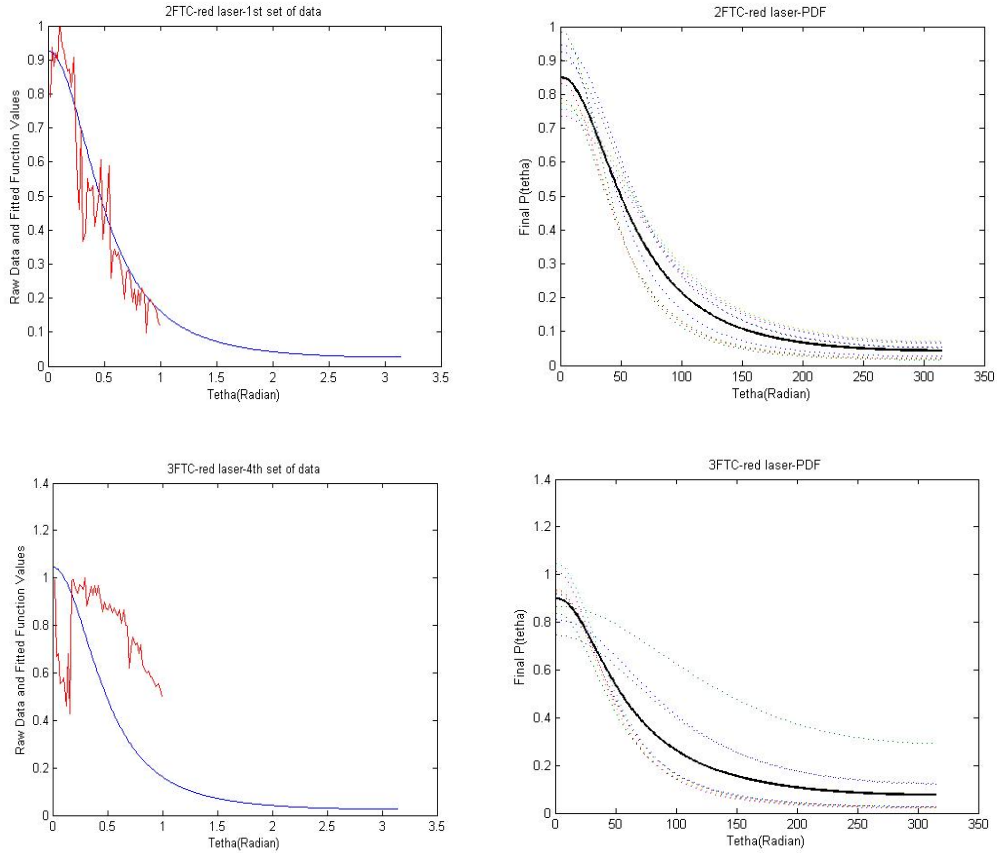 2FTC-red laser-1st set of data
Raw Data and Fitted Function Values
1
0.9
0.8
0.7
0.6
0.5
0.4
0.3
0.2
0.1
0
0 0.5 1 1.5 2 2.5 3 3.5
Tetha(Radian)
2FTC-red laser-PDF
Final P(tetha)
1
0.9
0.8
0.7
0.6
0.5
0.4
0.3
0.2
0.1
0
0 50 100 150 200 250 300 350
Tetha(Radian)
3FTC-red laser-4th set of data
Raw Data and Fitted Function Values
1.4
1.2
1
0.8
0.6
0.4
0.2
0
0 0.5 1 1.5 2 2.5 3 3.5
Tetha(Radian)
3FTC-red laser-PDF
Final P(tetha)
1.4
1.2
1
0.8
0.6
0.4
0.2
0
0 50 100 150 200 250 300 350
Tetha(Radian)